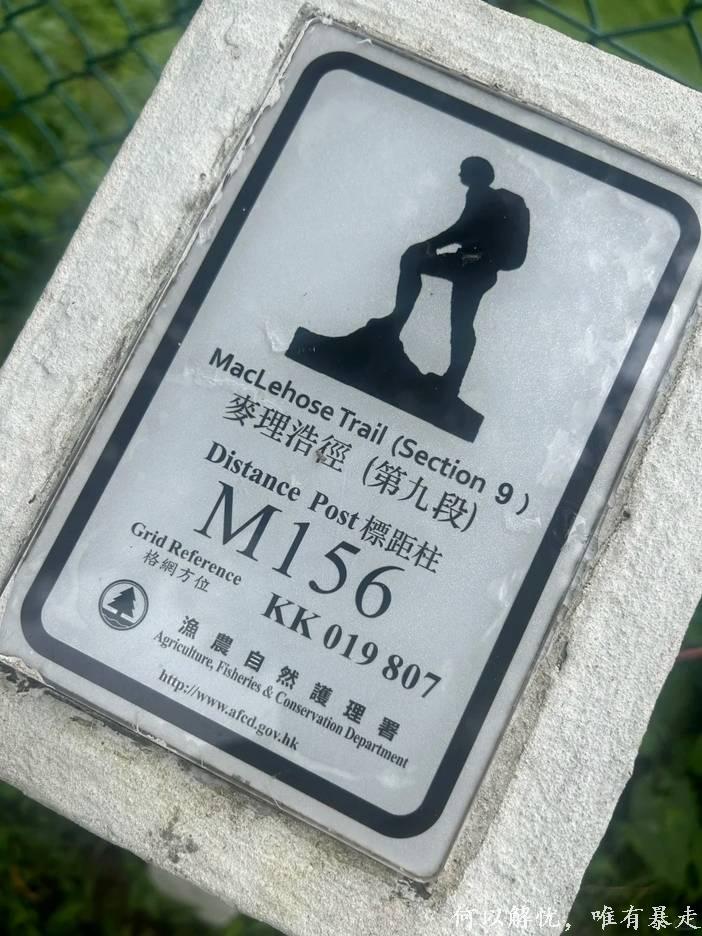 MacLehose Trail (Section 9)
麥理浩徑 (第九段)
Distance Post 標距柱
M156
Grid Reference
格網方位
KK 019 807
漁農自然護理署
Agriculture, Fisheries & Conservation Department
http://www.afcd.gov.hk
何以解忧，唯有暴走